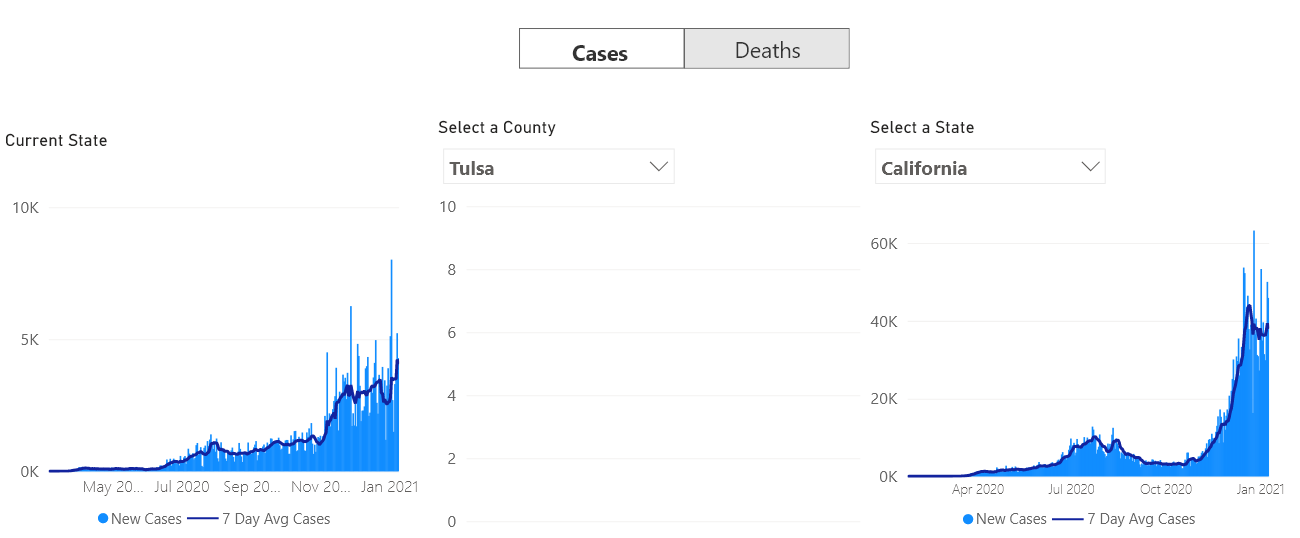 Cases
Deaths
Current State
10K
5K
0K
May 20... Jul 2020 Sep 20... Nov 20... Jan 2021
New Cases 7 Day Avg Cases
Select a County
Tulsa
10
8
6
4
2
0
Select a State
California
60K
40K
20K
0K
Apr 2020 Jul 2020 Oct 2020 Jan 2021
New Cases 7 Day Avg Cases